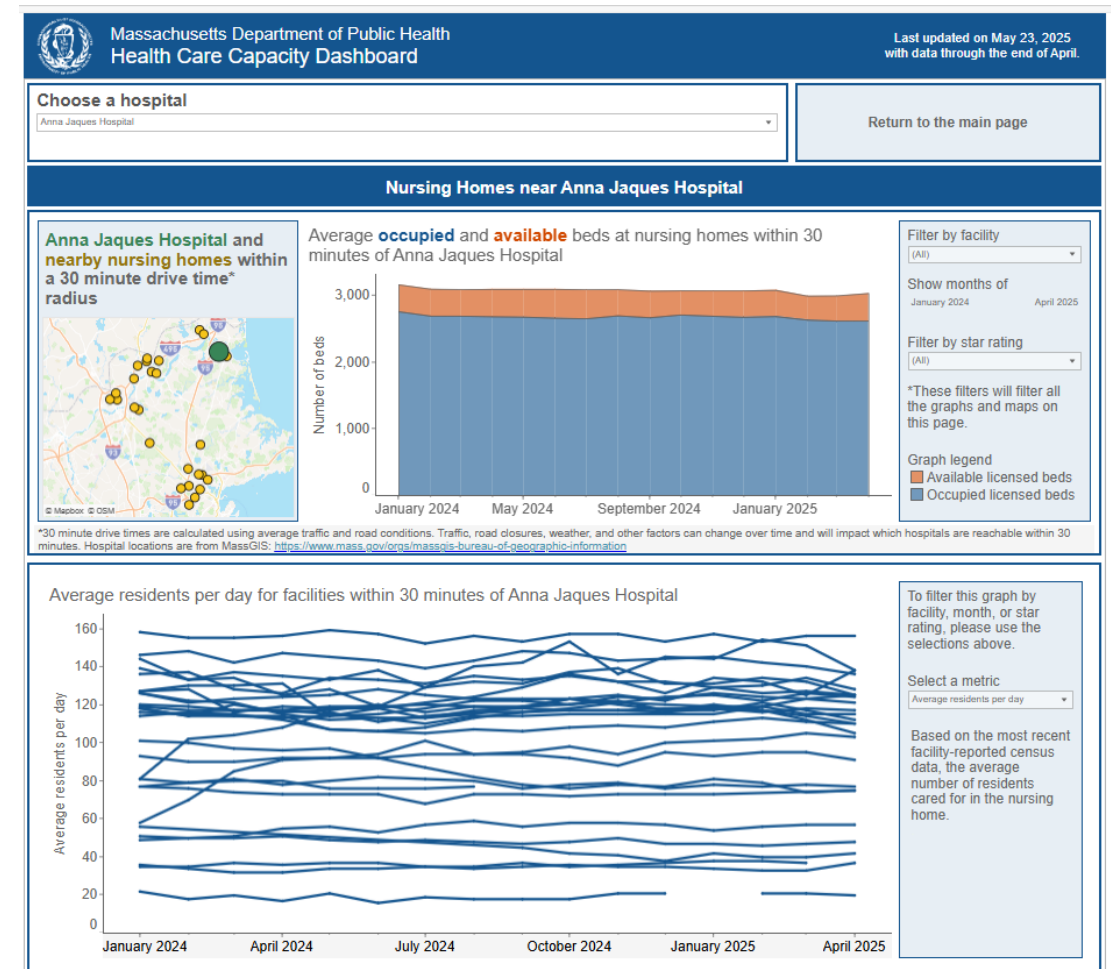 Massachusetts Department of Public Health
Health Care Capacity Dashboard
Last updated on May 23, 2025
with data through the end of April.
Choose a hospital
Anna Jaques Hospital
Return to the main page
Nursing Homes near Anna Jaques Hospital
Anna Jaques Hospital and
nearby nursing homes within
a 30 minute drive time*
radius
95
495
95
93
95
© Mapbox © OSM
Average occupied and available beds at nursing homes within 30
minutes of Anna Jaques Hospital
Number of beds
3,000
2,000
1,000
0
January 2024
May 2024
September 2024
January 2025
Filter by facility
(All)
Show months of
January 2024
April 2025
Filter by star rating
(All)
*These filters will filter all
the graphs and maps on
this page.
Graph legend
Available licensed beds
Occupied licensed beds
*30 minute drive times are calculated using average traffic and road conditions. Traffic, road closures, weather, and other factors can change over time and will impact which hospitals are reachable within 30
minutes. Hospital locations are from MassGIS: https://www.mass.gov/orgs/massgis-bureau-of-geographic-information
Average residents per day for facilities within 30 minutes of Anna Jaques Hospital
Average residents per day
160
140
120
100
80
60
40
20
0
January 2024
April 2024
July 2024
October 2024
January 2025
April 2025
To filter this graph by
facility, month, or star
rating, please use the
selections above.
Select a metric
Average residents per day
Based on the most recent
facility-reported census
data, the average
number of residents
cared for in the nursing
home.